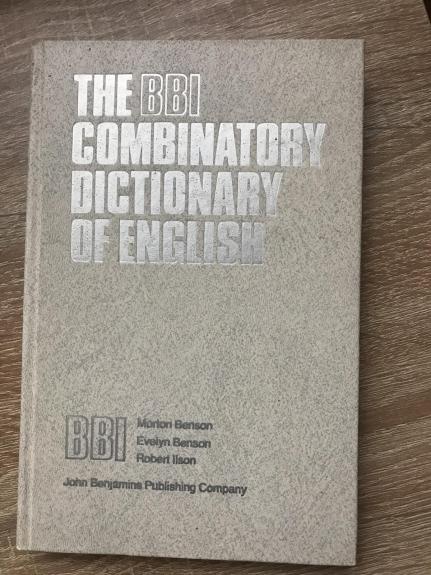 THE BBI
COMBINATORY
DICTIONARY
OF ENGLISH
BBI
Morton Benson
Evelyn Benson
Robert Ilson
John Benjamins Publishing Company